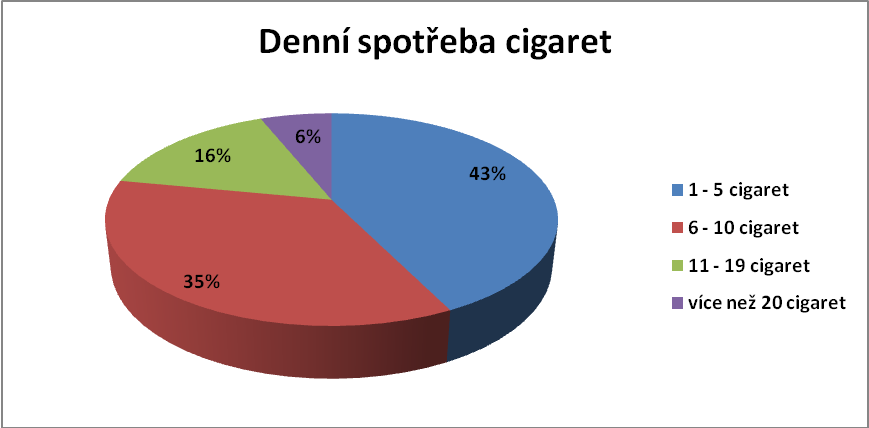 Denní spotřeba cigaret
6%
16%
43%
35%
1 - 5 cigaret
6 - 10 cigaret
11 - 19 cigaret
více než 20 cigaret